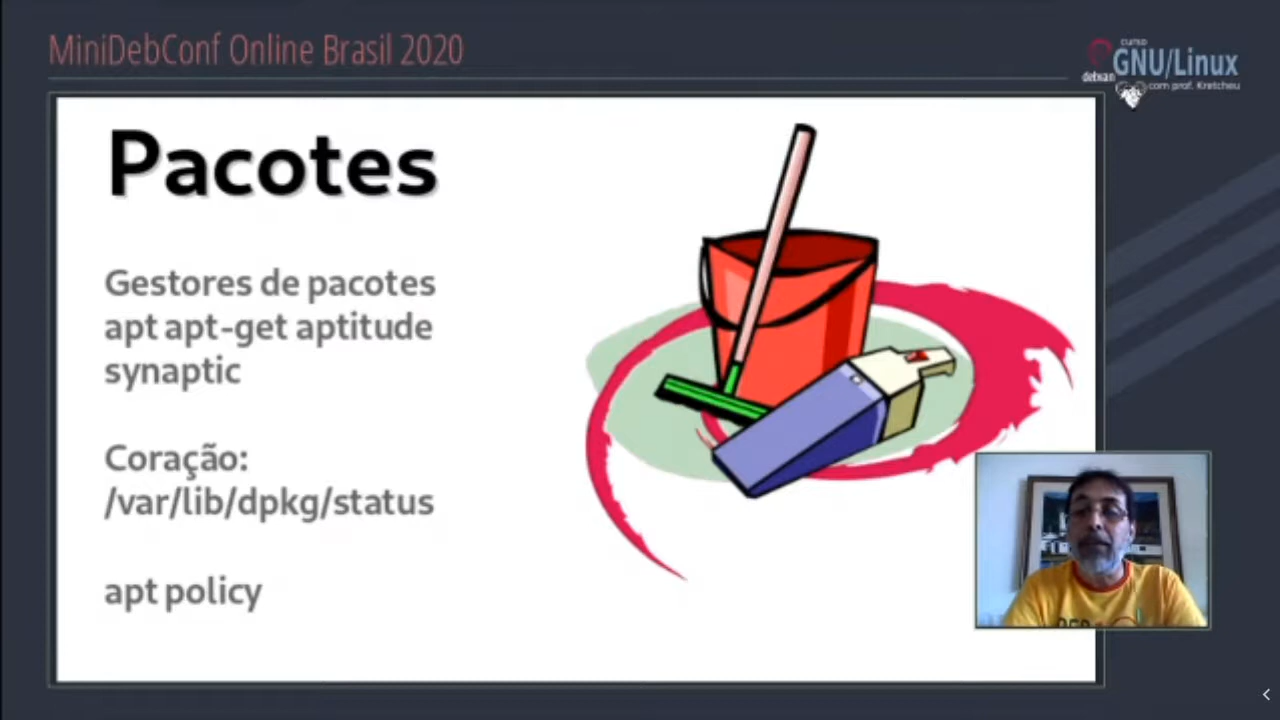 MiniDebConf Online Brasil 2020
curso
debian GNU/Linux
com prof. Kretcheu
Pacotes
Gestores de pacotes
apt apt-get aptitude
synaptic
Coração:
/var/lib/dpkg/status
apt policy